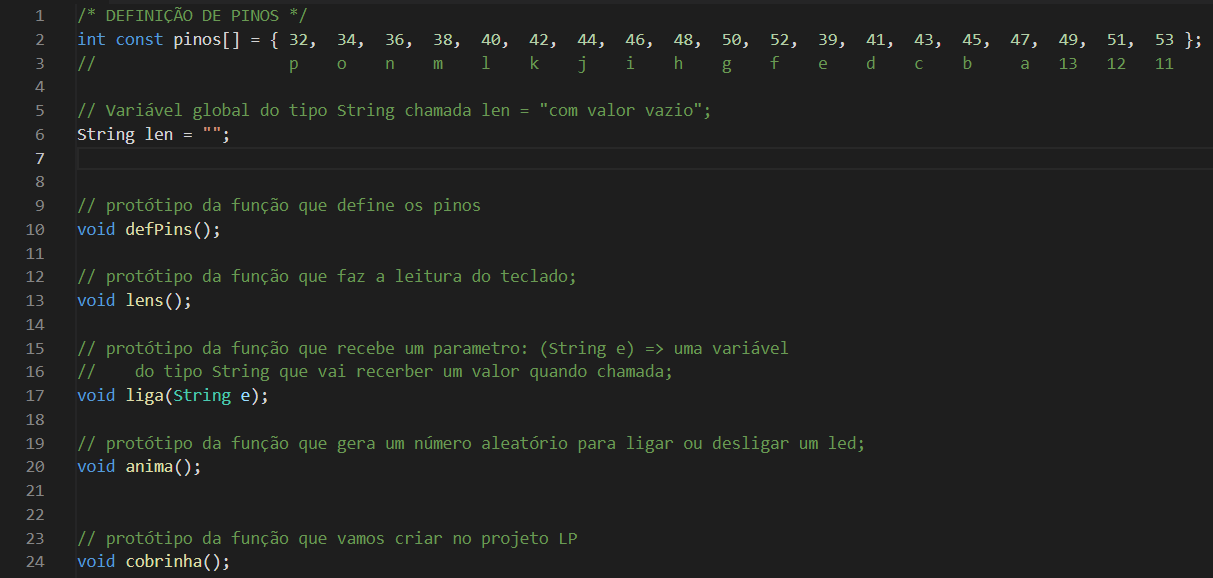 1 /* DEFINIÇÃO DE PINOS */
2 int const pinos[] = { 32, 34, 36, 38, 40, 42, 44, 46, 48, 50, 52, 39, 41, 43, 45, 47, 49, 51, 53 };
3 // p o n m l k j i h g f e d c b a 13 12 11
4
5 // Variável global do tipo String chamada len = "com valor vazio";
6 String len = "";
7
8
9 // protótipo da função que define os pinos
10 void defPins();
11
12 // protótipo da função que faz a leitura do teclado;
13 void lens();
14
15 // protótipo da função que recebe um parametro: (String e) => uma variável
16 // do tipo String que vai recerber um valor quando chamada;
17 void liga(String e);
18
19 // protótipo da função que gera um número aleatório para ligar ou desligar um led;
20 void anima();
21
22
23 // protótipo da função que vamos criar no projeto LP
24 void cobrinha();